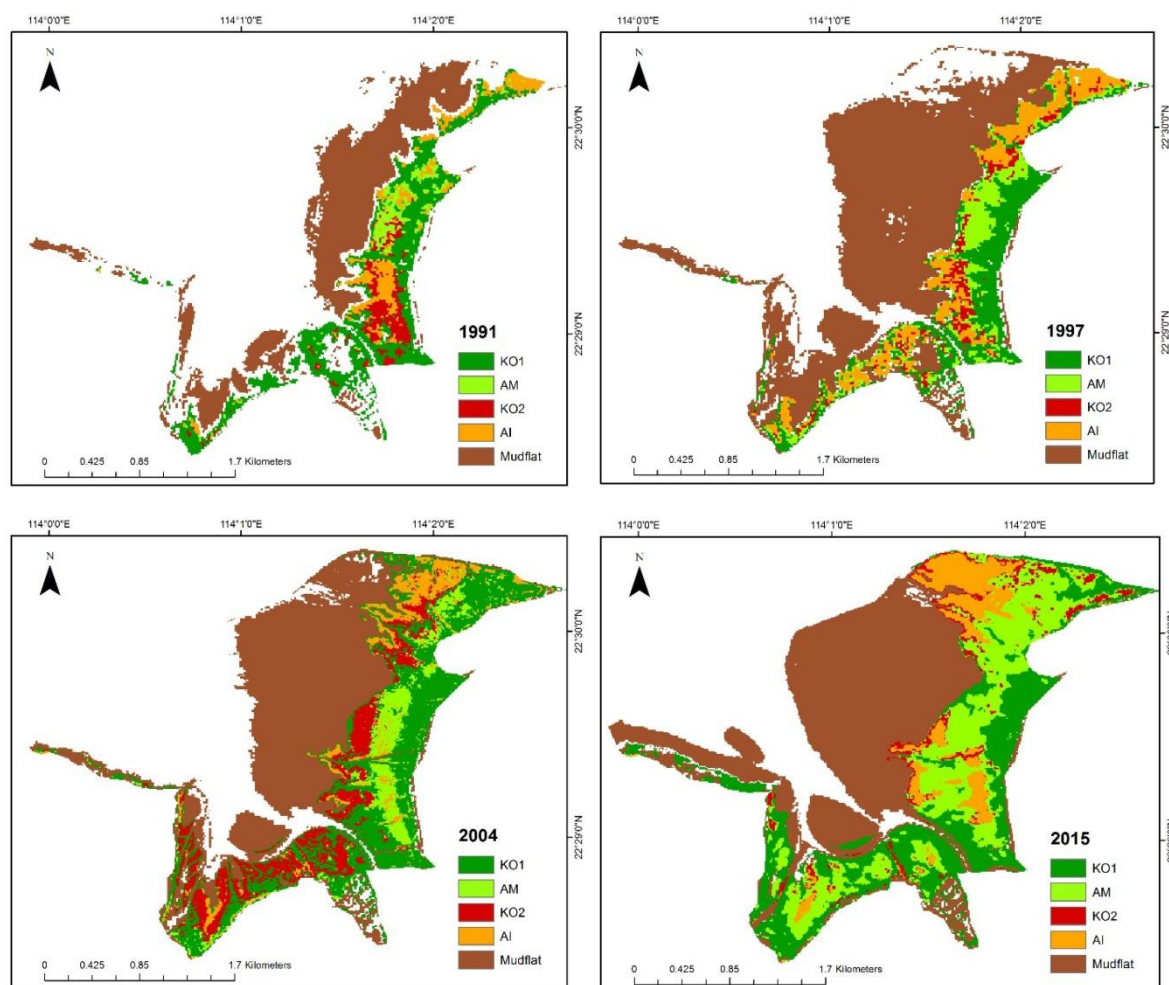 114°0'0"E 114°1'0"E 114°2'0"E
N
22°30'0"N
22°29'0"N
1991
KO1
AM
KO2
AI
Mudflat
0 0.425 0.85 1.7 Kilometers
114°0'0"E 114°1'0"E 114°2'0"E
N
22°30'0"N
22°29'0"N
1997
KO1
AM
KO2
AI
Mudflat
0 0.425 0.85 1.7 Kilometers
114°0'0"E 114°1'0"E 114°2'0"E
N
22°30'0"N
22°29'0"N
2004
KO1
AM
KO2
AI
Mudflat
0 0.425 0.85 1.7 Kilometers
114°0'0"E 114°1'0"E 114°2'0"E
N
2015
KO1
AM
KO2
AI
Mudflat
0 0.425 0.85 1.7 Kilometers